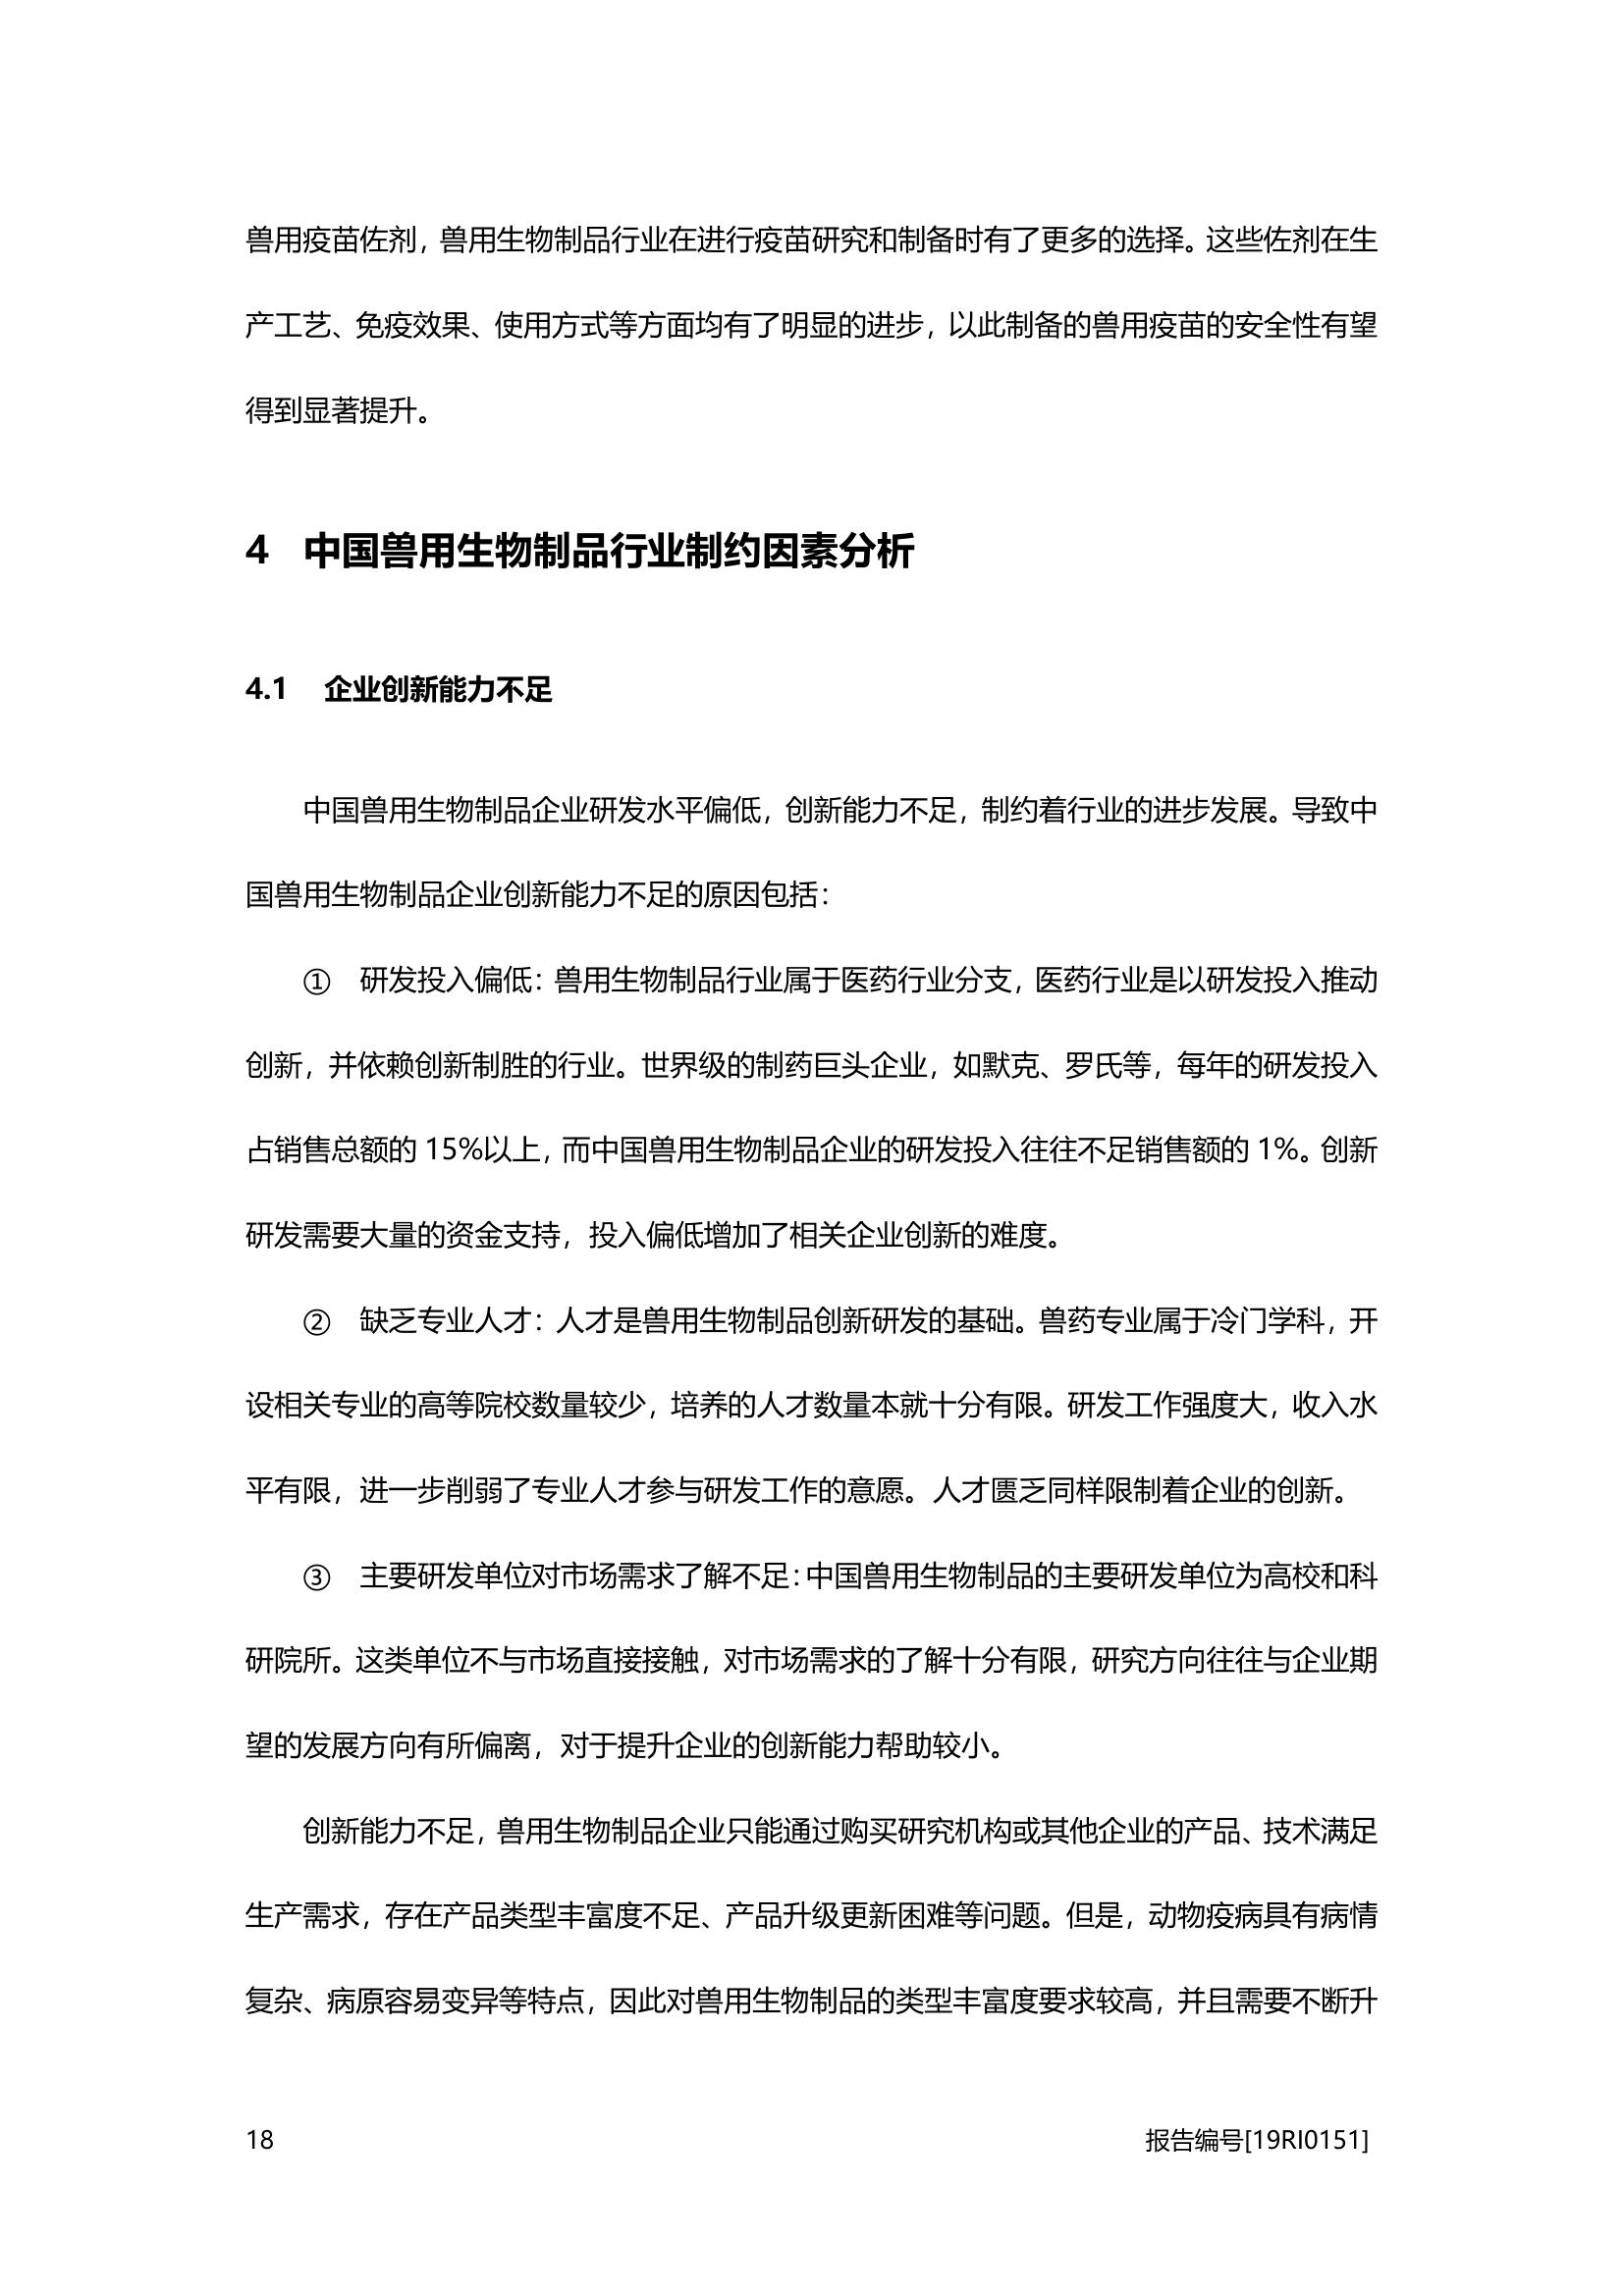 兽用疫苗佐剂，兽用生物制品行业在进行疫苗研究和制备时有了更多的选择。这些佐剂在生
产工艺、免疫效果、使用方式等方面均有了明显的进步，以此制备的兽用疫苗的安全性有望
得到显著提升。
4 中国兽用生物制品行业制约因素分析
4.1 企业创新能力不足
中国兽用生物制品企业研发水平偏低，创新能力不足，制约着行业的进步发展。导致中
国兽用生物制品企业创新能力不足的原因包括：
① 研发投入偏低：兽用生物制品行业属于医药行业分支，医药行业是以研发投入推动
创新，并依赖创新制胜的行业。世界级的制药巨头企业，如默克、罗氏等，每年的研发投入
占销售总额的 15%以上，而中国兽用生物制品企业的研发投入往往不足销售额的 1%。创新
研发需要大量的资金支持，投入偏低增加了相关企业创新的难度。
② 缺乏专业人才：人才是兽用生物制品创新研发的基础。兽药专业属于冷门学科，开
设相关专业的高等院校数量较少，培养的人才数量本就十分有限。研发工作强度大，收入水
平有限，进一步削弱了专业人才参与研发工作的意愿。人才匮乏同样限制着企业的创新。
③ 主要研发单位对市场需求了解不足：中国兽用生物制品的主要研发单位为高校和科
研院所。这类单位不与市场直接接触，对市场需求的了解十分有限，研究方向往往与企业期
望的发展方向有所偏离，对于提升企业的创新能力帮助较小。
创新能力不足，兽用生物制品企业只能通过购买研究机构或其他企业的产品、技术满足
生产需求，存在产品类型丰富度不足、产品升级更新困难等问题。但是，动物疫病具有病情
复杂、病原容易变异等特点，因此对兽用生物制品的类型丰富度要求较高，并且需要不断升
18 报告编号[19RI0151]